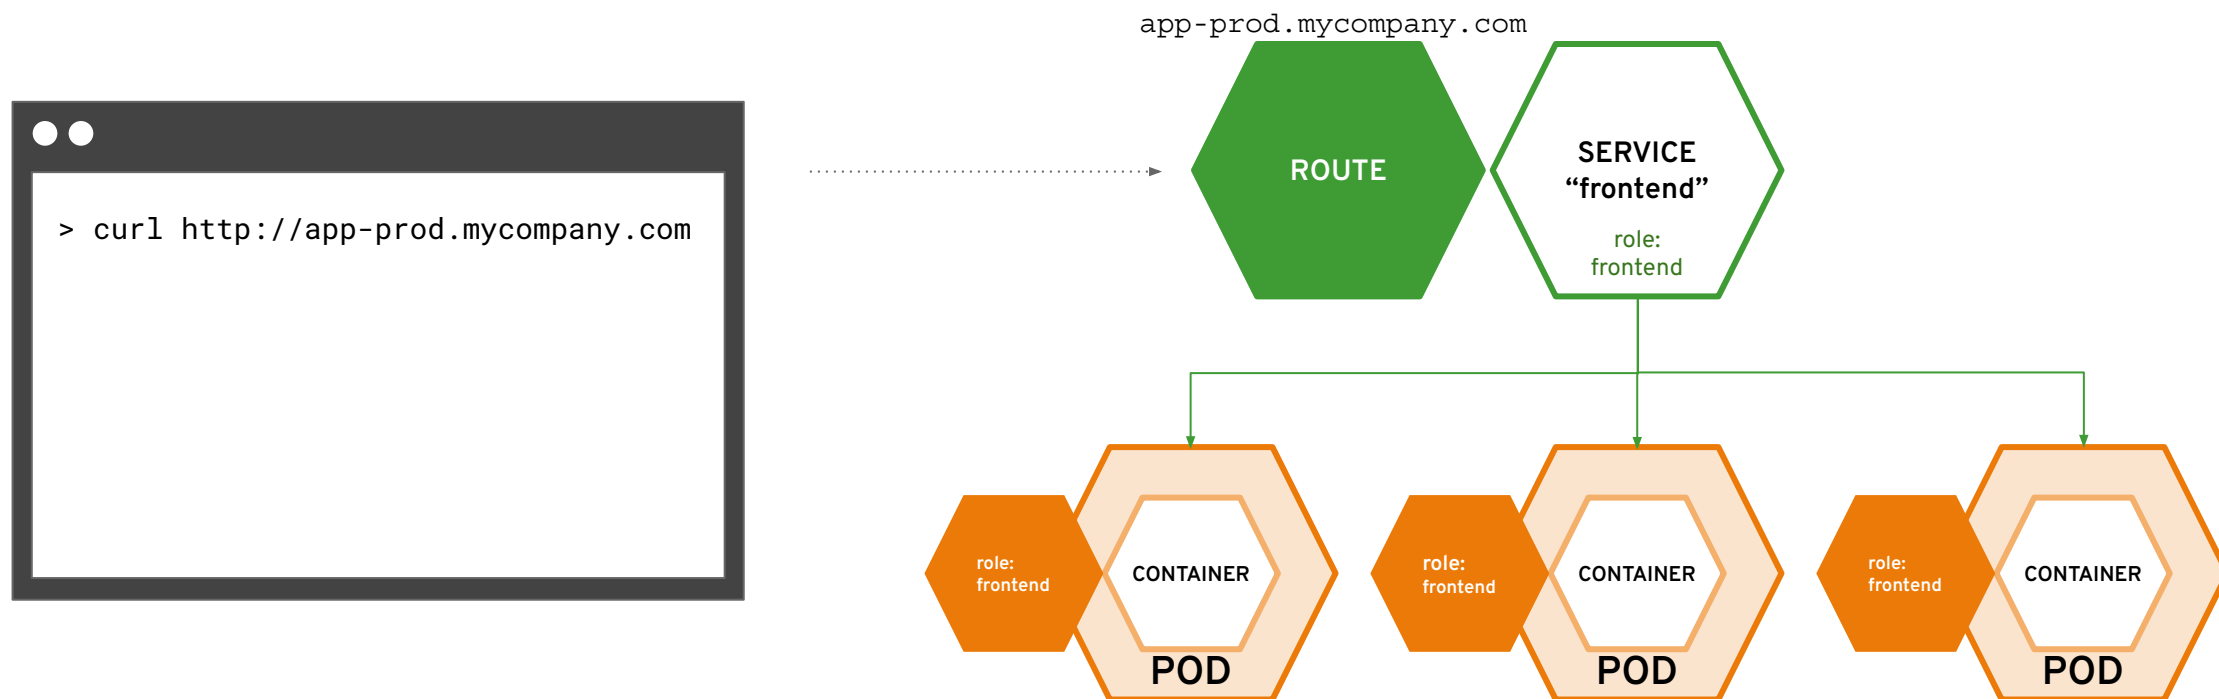 app-prod.mycompany.com
> curl http://app-prod.mycompany.com
ROUTE
SERVICE
“frontend”
role:
frontend
role:
frontend
CONTAINER
POD
role:
frontend
CONTAINER
POD
role:
frontend
CONTAINER
POD